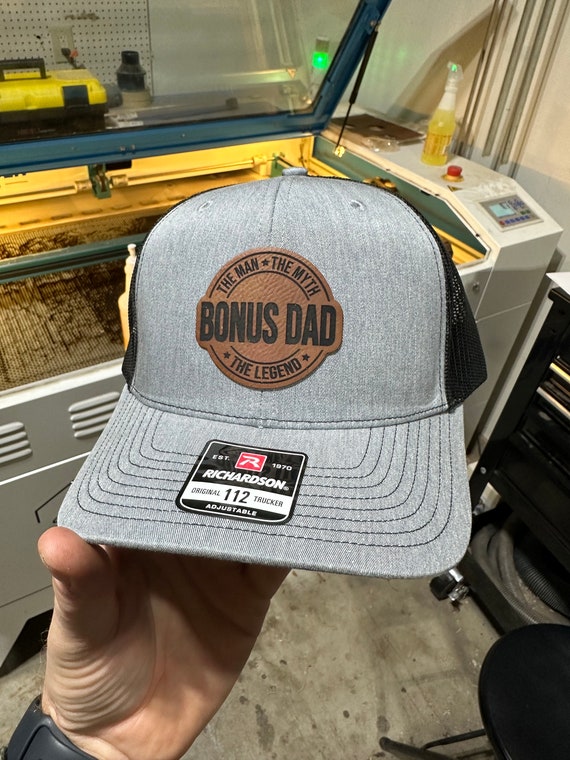 THE MAN ★ THE MYTH
BONUS DAD
★ THE LEGEND ★
EST. R 1970
RICHARDSON®
ORIGINAL 112 TRUCKER
ADJUSTABLE